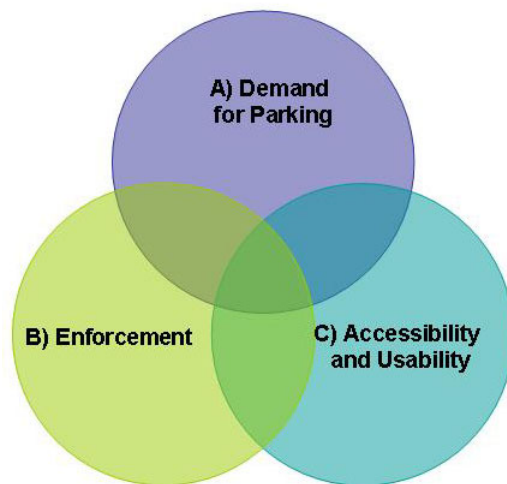 A) Demand
for Parking
B) Enforcement
C) Accessibility
and Usability